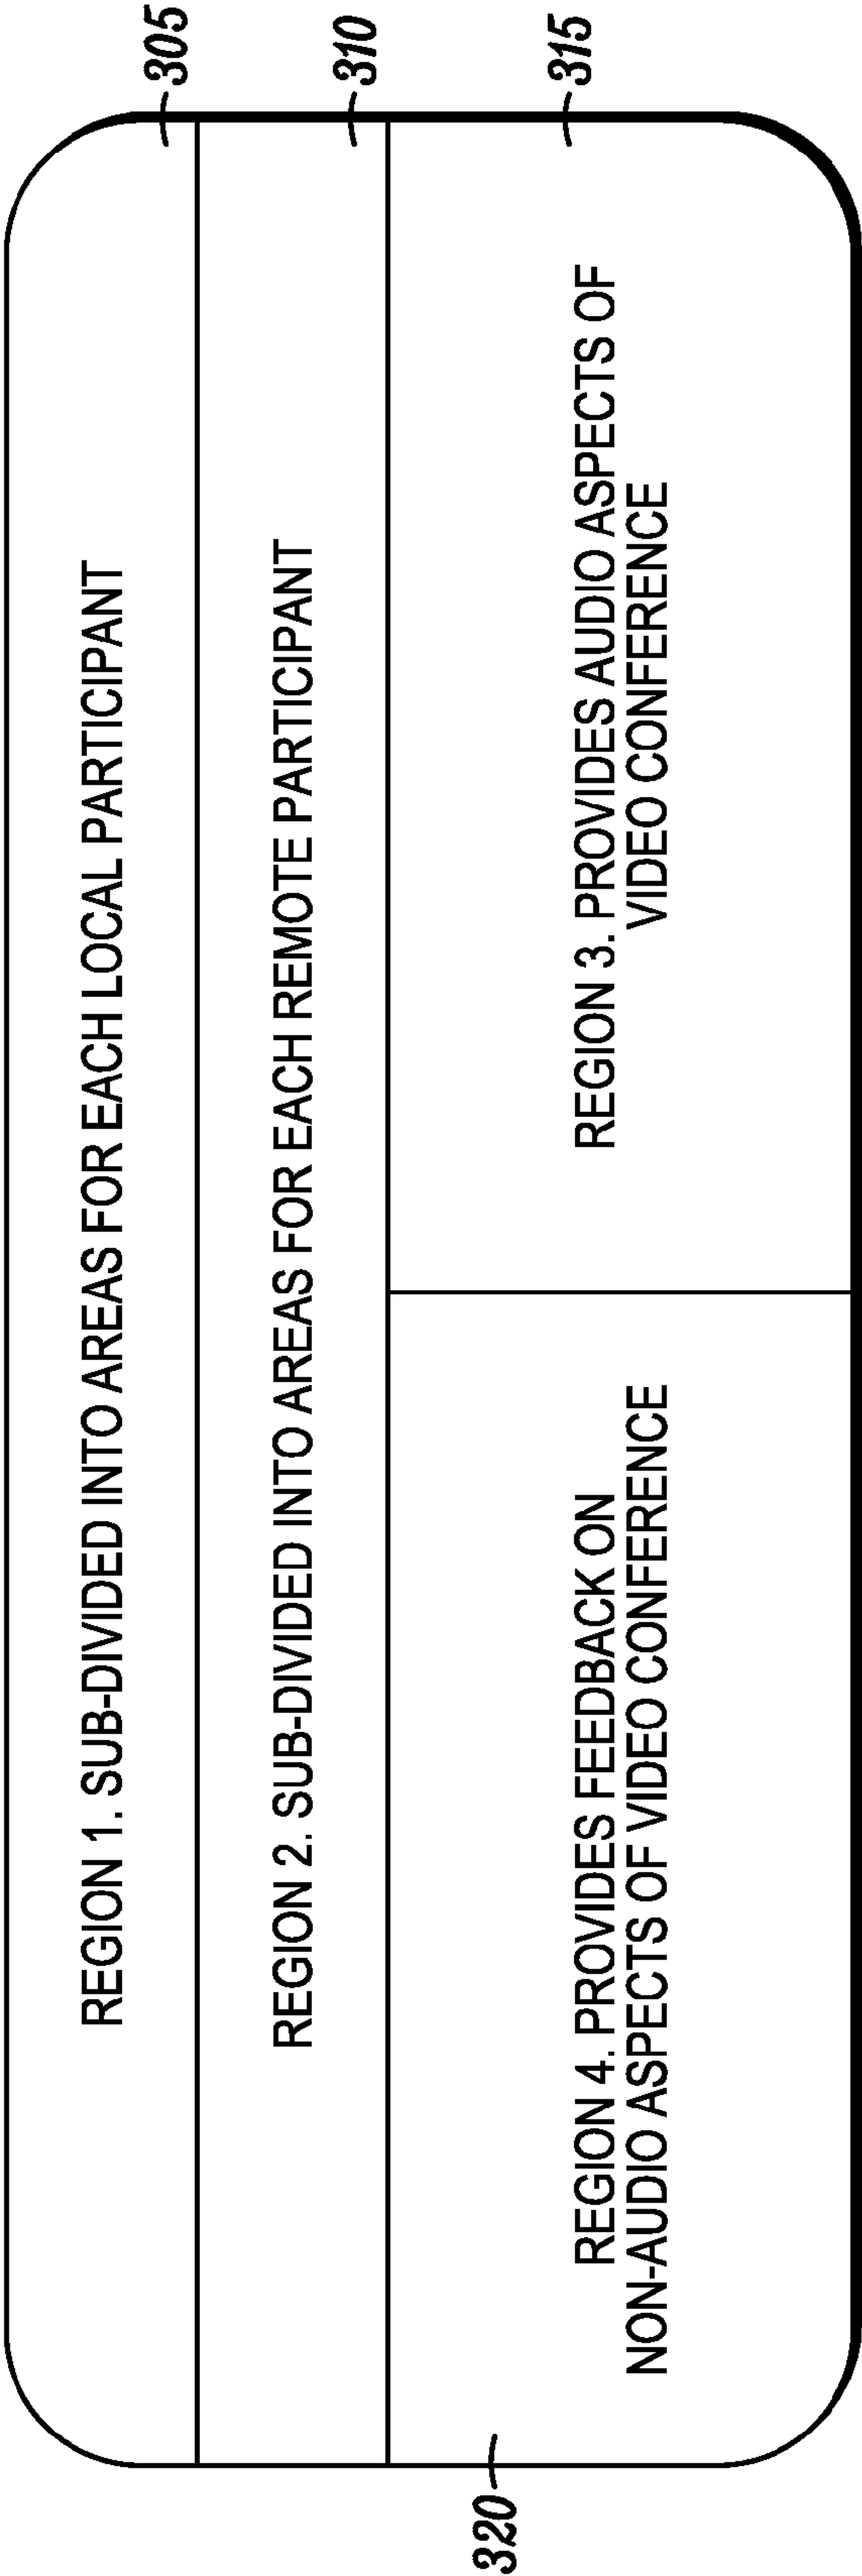 REGION 1. SUB-DIVIDED INTO AREAS FOR EACH LOCAL PARTICIPANT
305
REGION 2. SUB-DIVIDED INTO AREAS FOR EACH REMOTE PARTICIPANT
310
REGION 4. PROVIDES FEEDBACK ON
NON-AUDIO ASPECTS OF VIDEO CONFERENCE
320
REGION 3. PROVIDES AUDIO ASPECTS OF
VIDEO CONFERENCE
315